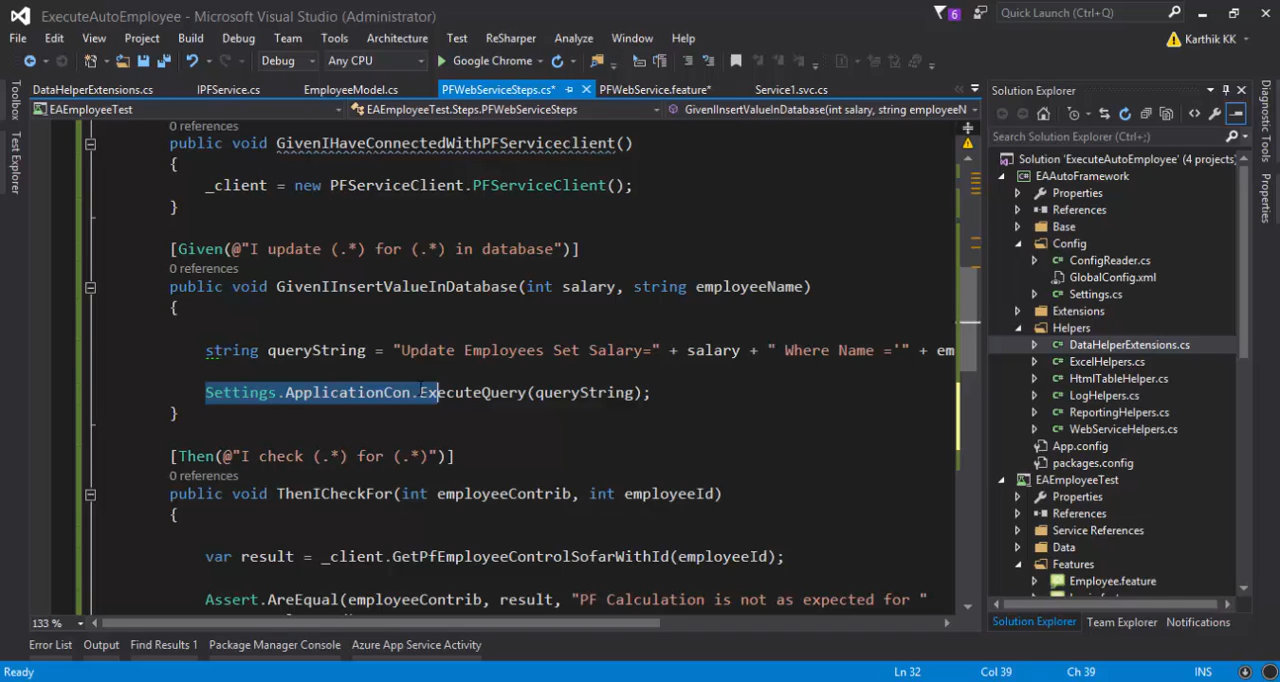 ExecuteAutoEmployee - Microsoft Visual Studio (Administrator)
6
Quick Launch (Ctrl+Q)
File Edit View Project Build Debug Team Tools Architecture Test ReSharper Analyze Window Help
Karthik KK
Debug Any CPU Google Chrome
DataHelperExtensions.cs IPFService.cs EmployeeModel.cs PFWebServiceSteps.cs* PFWebService.feature* Service1.svc.cs
EAEmployeeTest EAEmployeeTest.Steps.PFWebServiceSteps GivenIInsertValueInDatabase(int salary, string employeeN
Toolbox
Test Explorer
0 references
public void GivenIHaveConnectedWithPFServiceclient()
{
_client = new PFServiceClient.PFServiceClient();
}
[Given(@"I update (.*) for (.*) in database")]
0 references
public void GivenIInsertValueInDatabase(int salary, string employeeName)
{
string queryString = "Update Employees Set Salary=" + salary + " Where Name ='" + em
Settings.ApplicationCon.ExecuteQuery(queryString);
}
[Then(@"I check (.*) for (.*)")]
0 references
public void ThenICheckFor(int employeeContrib, int employeeId)
{
var result = _client.GetPfEmployeeControlSofarWithId(employeeId);
Assert.AreEqual(employeeContrib, result, "PF Calculation is not as expected for "
133 %
Solution Explorer
Search Solution Explorer (Ctrl+;)
Solution 'ExecuteAutoEmployee' (4 projects)
EAAutoFramework
Properties
References
Base
Config
ConfigReader.cs
GlobalConfig.xml
Settings.cs
Extensions
Helpers
DataHelperExtensions.cs
ExcelHelpers.cs
HtmlTableHelper.cs
LogHelpers.cs
ReportingHelpers.cs
WebServiceHelpers.cs
App.config
packages.config
EAEmployeeTest
Properties
References
Service References
Data
Features
Employee.feature
Solution Explorer Team Explorer Notifications
Diagnostic Tools
Properties
Error List Output Find Results 1 Package Manager Console Azure App Service Activity
Ready Ln 32 Col 39 Ch 39 INS